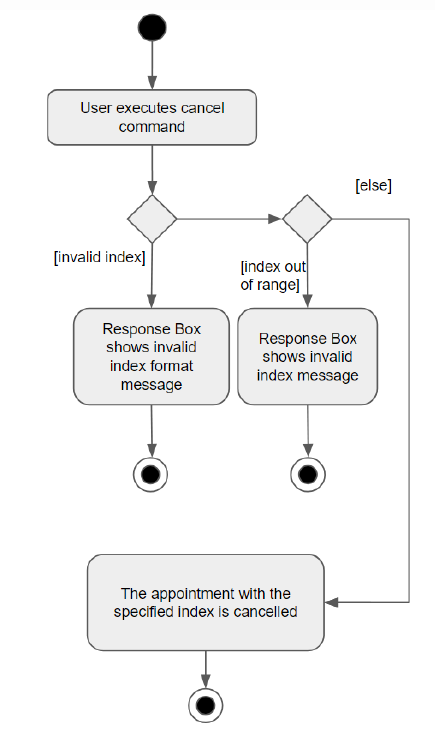 User executes cancel
command
[else]
[invalid index]
[index out
of range]
Response Box
shows invalid
index format
message
Response Box
shows invalid
index message
The appointment with the
specified index is cancelled